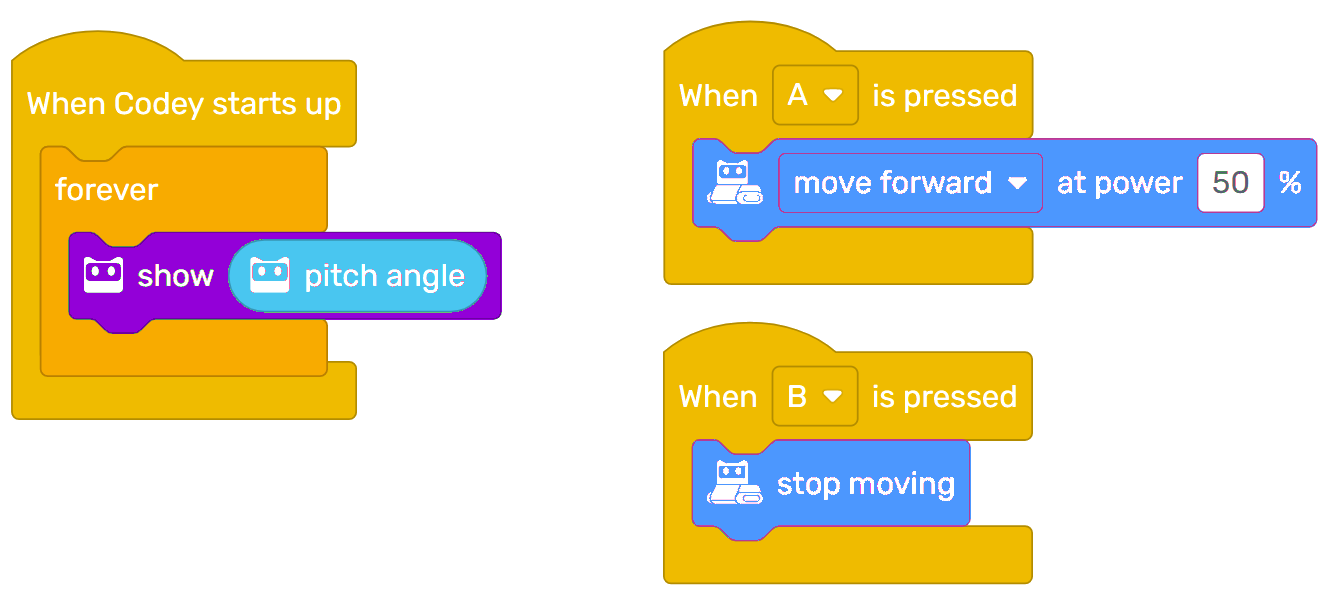 When Codey starts up
forever
show pitch angle
When A is pressed
move forward at power 50 %
When B is pressed
stop moving